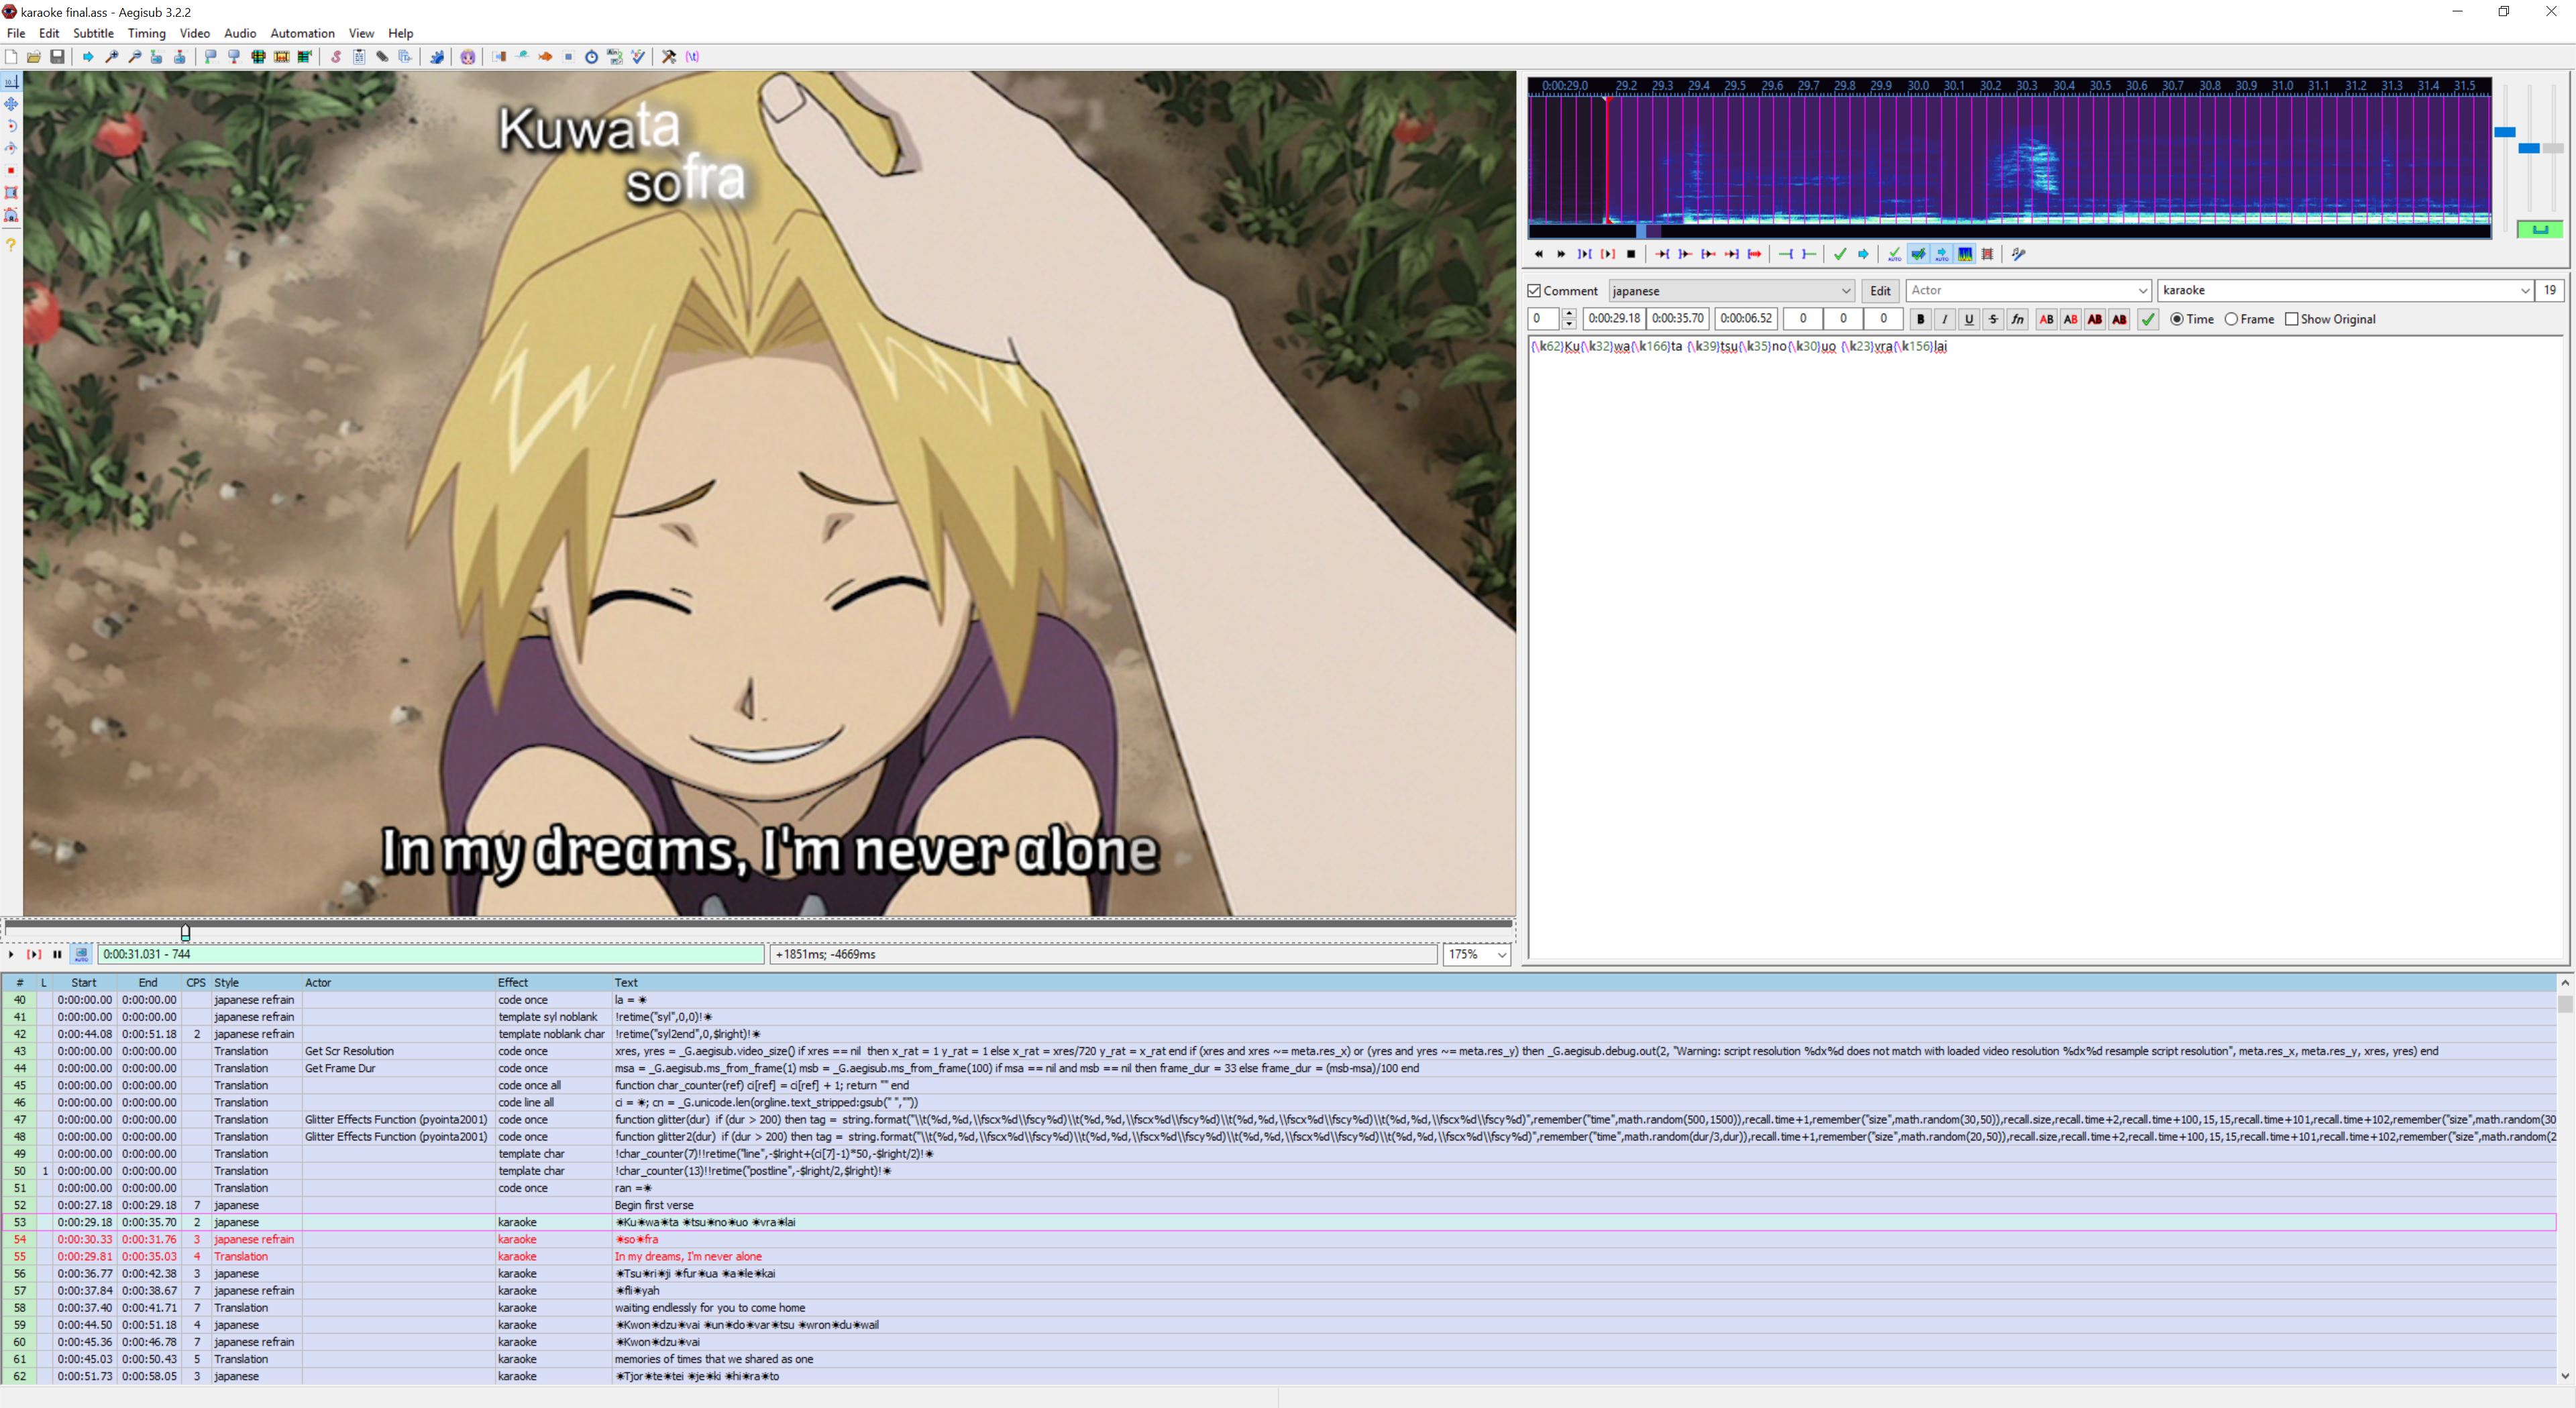 karaoke final.ass - Aegisub 3.2.2
File Edit Subtitle Timing Video Audio Automation View Help
Kuwata
sofra
In my dreams, I'm never alone
0:00:29.0 29.2 29.3 29.4 29.5 29.6 29.7 29.8 29.9 30.0 30.1 30.2 30.3 30.4 30.5 30.6 30.7 30.8 30.9 31.0 31.1 31.2 31.3 31.4 31.5
Comment japanese Edit Actor karaoke 19
0 0:00:29.18 0:00:35.70 0:00:06.52 0 0 0 B I U S fn AB AB AB AB Time Frame Show Original
{\k62}Ku{\k32}wa{\k166}ta {\k39}tsu{\k35}no{\k30}uo {\k23}vra{\k156}lai
0:00:31.031 - 744 +1851ms; -4669ms 175%
# L Start End CPS Style Actor Effect Text
40 0:00:00.00 0:00:00.00 japanese refrain code once la = ☀
41 0:00:00.00 0:00:00.00 japanese refrain template syl noblank !retime("syl",0,0)!☀
42 0:00:44.08 0:00:51.18 2 japanese refrain template noblank char !retime("syl2end",0,$lright)!☀
43 0:00:00.00 0:00:00.00 Translation Get Scr Resolution code once xres, yres = _G.aegisub.video_size() if xres == nil then x_rat = 1 y_rat = 1 else x_rat = xres/720 y_rat = x_rat end if (xres and xres ~= meta.res_x) or (yres and yres ~= meta.res_y) then _G.aegisub.debug.out(2, "Warning: script resolution %dx%d does not match with loaded video resolution %dx%d resample script resolution", meta.res_x, meta.res_y, xres, yres) end
44 0:00:00.00 0:00:00.00 Translation Get Frame Dur code once msa = _G.aegisub.ms_from_frame(1) msb = _G.aegisub.ms_from_frame(100) if msa == nil and msb == nil then frame_dur = 33 else frame_dur = (msb-msa)/100 end
45 0:00:00.00 0:00:00.00 Translation code once all function char_counter(ref) ci[ref] = ci[ref] + 1; return "" end
46 0:00:00.00 0:00:00.00 Translation code line all ci = ☀; cn = _G.unicode.len(orgline.text_stripped:gsub(" ",""))
47 0:00:00.00 0:00:00.00 Translation Glitter Effects Function (pyointa2001) code once function glitter(dur) if (dur > 200) then tag = string.format("\\t(%d,%d,\\fscx%d\\fscy%d)\\t(%d,%d,\\fscx%d\\fscy%d)\\t(%d,%d,\\fscx%d\\fscy%d)\\t(%d,%d,\\fscx%d\\fscy%d)",remember("time",math.random(500,1500)),recall.time+1,remember("size",math.random(30,50)),recall.size,recall.time+2,recall.time+100,15,15,recall.time+101,recall.time+102,remember("size",math.random(30
48 0:00:00.00 0:00:00.00 Translation Glitter Effects Function (pyointa2001) code once function glitter2(dur) if (dur > 200) then tag = string.format("\\t(%d,%d,\\fscx%d\\fscy%d)\\t(%d,%d,\\fscx%d\\fscy%d)\\t(%d,%d,\\fscx%d\\fscy%d)\\t(%d,%d,\\fscx%d\\fscy%d)",remember("time",math.random(dur/3,dur)),recall.time+1,remember("size",math.random(20,50)),recall.size,recall.time+2,recall.time+100,15,15,recall.time+101,recall.time+102,remember("size",math.random(2
49 0:00:00.00 0:00:00.00 Translation template char !char_counter(7)!!retime("line",-$lright+(ci[7]-1)*50,-$lright/2)!☀
50 1 0:00:00.00 0:00:00.00 Translation template char !char_counter(13)!!retime("postline",-$lright/2,$lright)!☀
51 0:00:00.00 0:00:00.00 Translation code once ran =☀
52 0:00:27.18 0:00:29.18 7 japanese Begin first verse
53 0:00:29.18 0:00:35.70 2 japanese karaoke ☀Ku☀wa☀ta ☀tsu☀no☀uo ☀vra☀lai
54 0:00:30.33 0:00:31.76 3 japanese refrain karaoke ☀so☀fra
55 0:00:29.81 0:00:35.03 4 Translation karaoke In my dreams, I'm never alone
56 0:00:36.77 0:00:42.38 3 japanese karaoke ☀Tsu☀ri☀ji ☀fur☀ua ☀a☀le☀kai
57 0:00:37.84 0:00:38.67 7 japanese refrain karaoke ☀fli☀yah
58 0:00:37.40 0:00:41.71 7 Translation karaoke waiting endlessly for you to come home
59 0:00:44.50 0:00:51.18 4 japanese karaoke ☀Kwon☀dzu☀vai ☀un☀do☀var☀tsu ☀wron☀du☀wail
60 0:00:45.36 0:00:46.78 7 japanese refrain karaoke ☀Kwon☀dzu☀vai
61 0:00:45.03 0:00:50.43 5 Translation karaoke memories of times that we shared as one
62 0:00:51.73 0:00:58.05 3 japanese karaoke ☀Tjor☀te☀tei ☀je☀ki ☀hi☀ra☀to